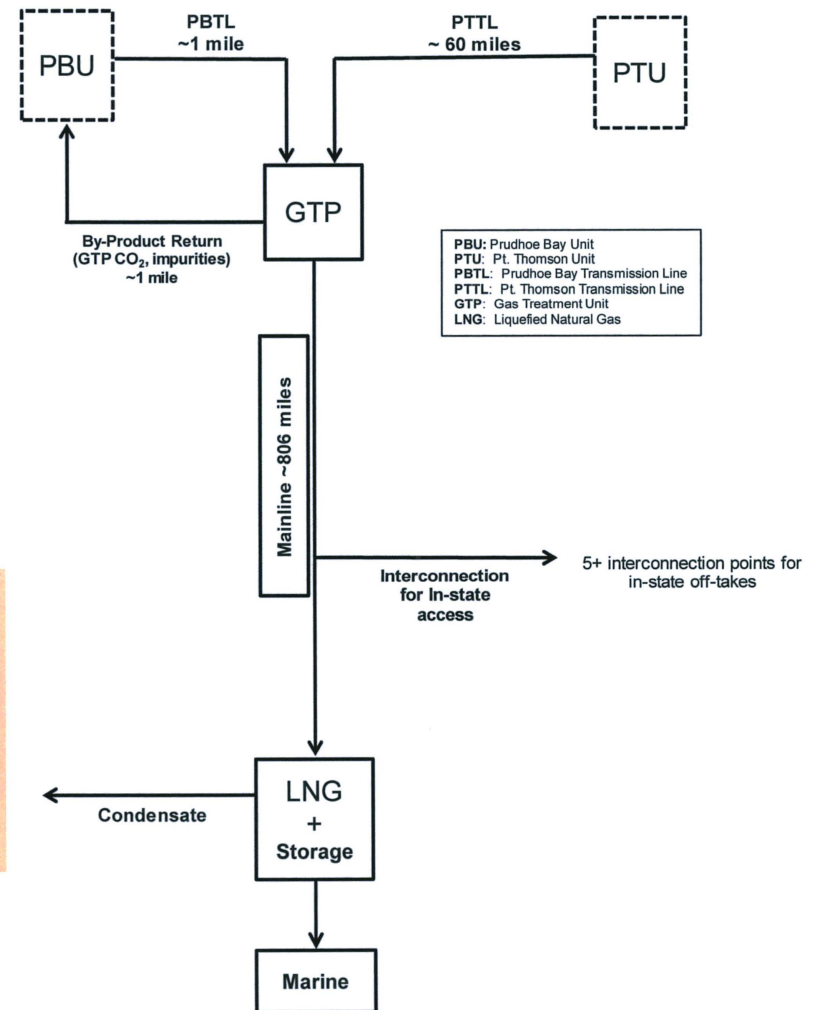 PBTL
~1 mile
PTTL
~ 60 miles
PBU
PTU
GTP
By-Product Return
(GTP CO₂, impurities)
~1 mile
PBU: Prudhoe Bay Unit
PTU: Pt. Thomson Unit
PBTL: Prudhoe Bay Transmission Line
PTTL: Pt. Thomson Transmission Line
GTP: Gas Treatment Unit
LNG: Liquefied Natural Gas
Mainline ~806 miles
Interconnection
for In-state
access
5+ interconnection points for
in-state off-takes
LNG
+
Storage
Condensate
Marine